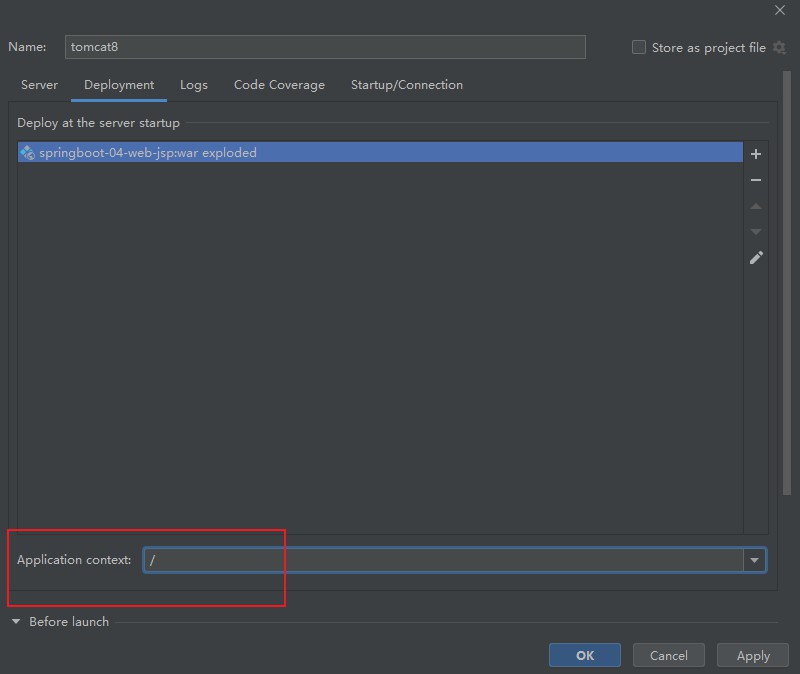 Name: tomcat8 Store as project file
Server Deployment Logs Code Coverage Startup/Connection
Deploy at the server startup
springboot-04-web-jsp:war exploded
Application context: /
Before launch
OK Cancel Apply